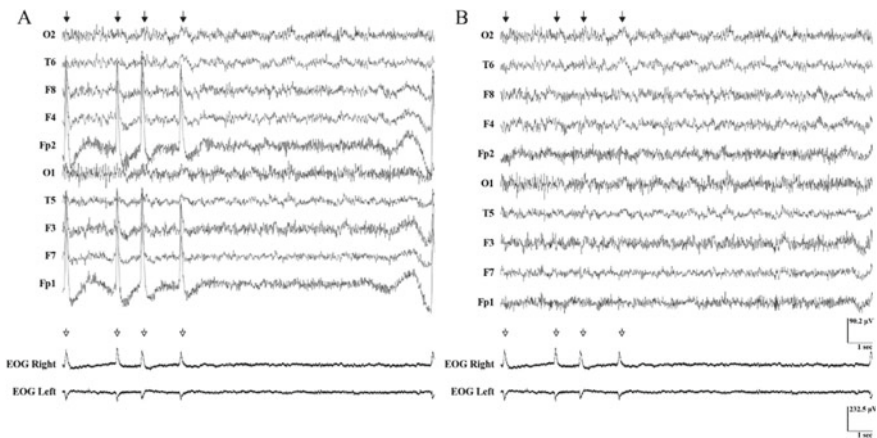 A
O2
T6
F8
F4
Fp2
O1
T5
F3
F7
Fp1
EOG Right
EOG Left
B
O2
T6
F8
F4
Fp2
O1
T5
F3
F7
Fp1
90.2 µV
1 sec
EOG Right
EOG Left
232.5 µV
1 sec